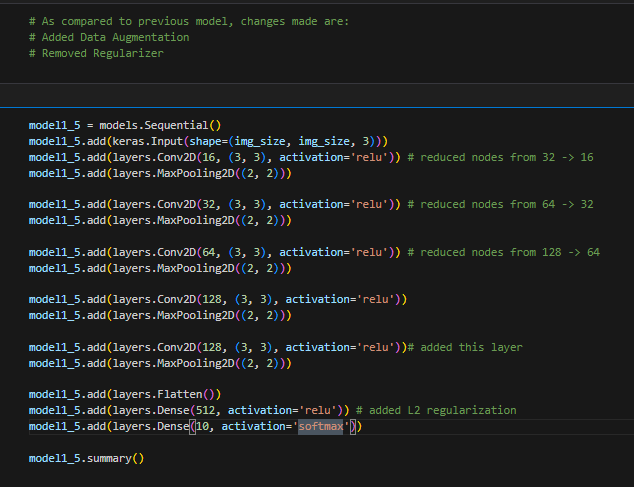 # As compared to previous model, changes made are:
# Added Data Augmentation
# Removed Regularizer
model1_5 = models.Sequential()
model1_5.add(keras.Input(shape=(img_size, img_size, 3)))
model1_5.add(layers.Conv2D(16, (3, 3), activation='relu')) # reduced nodes from 32 -> 16
model1_5.add(layers.MaxPooling2D((2, 2)))
model1_5.add(layers.Conv2D(32, (3, 3), activation='relu')) # reduced nodes from 64 -> 32
model1_5.add(layers.MaxPooling2D((2, 2)))
model1_5.add(layers.Conv2D(64, (3, 3), activation='relu')) # reduced nodes from 128 -> 64
model1_5.add(layers.MaxPooling2D((2, 2)))
model1_5.add(layers.Conv2D(128, (3, 3), activation='relu'))
model1_5.add(layers.MaxPooling2D((2, 2)))
model1_5.add(layers.Conv2D(128, (3, 3), activation='relu'))# added this layer
model1_5.add(layers.MaxPooling2D((2, 2)))
model1_5.add(layers.Flatten())
model1_5.add(layers.Dense(512, activation='relu')) # added L2 regularization
model1_5.add(layers.Dense(10, activation='softmax'))
model1_5.summary()